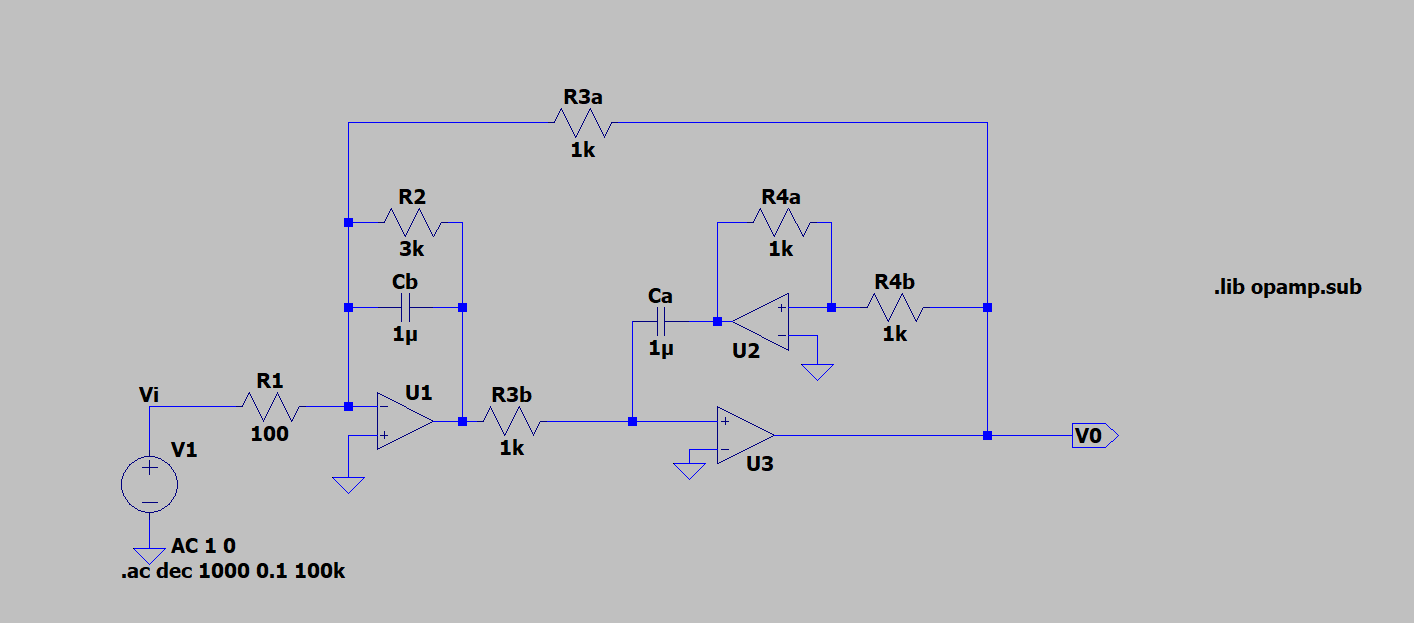 R3a
1k
R2
3k
R4a
1k
Cb
1µ
Ca
1µ
U2
R4b
1k
.lib opamp.sub
Vi
R1
100
U1
R3b
1k
V1
U3
V0
AC 1 0
.ac dec 1000 0.1 100k